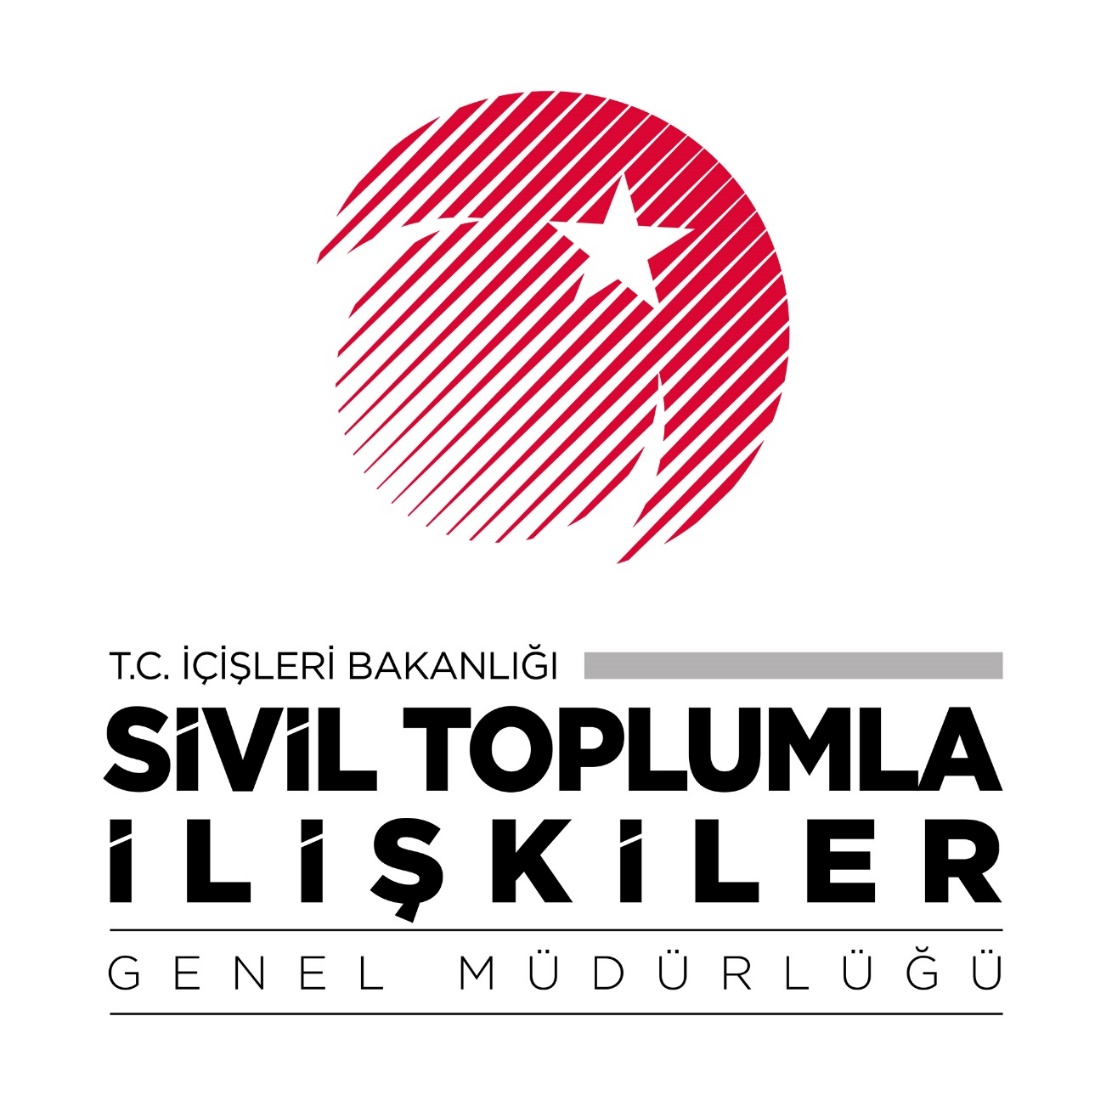 T.C. İÇİŞLERİ BAKANLIĞI
SİVİL TOPLUMLA
İLİŞKİLER
GENEL MÜDÜRLÜĞÜ